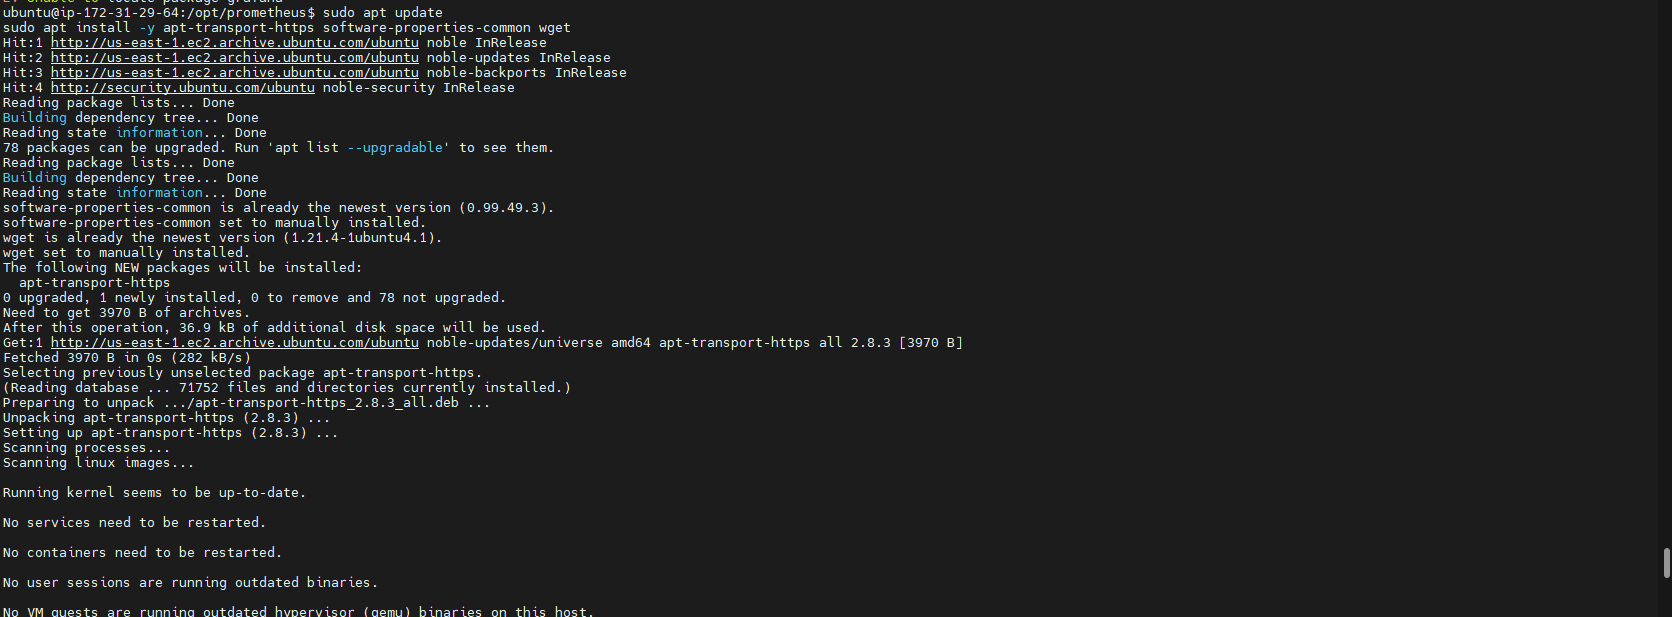 ubuntu@ip-172-31-29-64:/opt/prometheus$ sudo apt update
sudo apt install -y apt-transport-https software-properties-common wget
Hit:1 http://us-east-1.ec2.archive.ubuntu.com/ubuntu noble InRelease
Hit:2 http://us-east-1.ec2.archive.ubuntu.com/ubuntu noble-updates InRelease
Hit:3 http://us-east-1.ec2.archive.ubuntu.com/ubuntu noble-backports InRelease
Hit:4 http://security.ubuntu.com/ubuntu noble-security InRelease
Reading package lists... Done
Building dependency tree... Done
Reading state information... Done
78 packages can be upgraded. Run 'apt list --upgradable' to see them.
Reading package lists... Done
Building dependency tree... Done
Reading state information... Done
software-properties-common is already the newest version (0.99.49.3).
software-properties-common set to manually installed.
wget is already the newest version (1.21.4-1ubuntu4.1).
wget set to manually installed.
The following NEW packages will be installed:
  apt-transport-https
0 upgraded, 1 newly installed, 0 to remove and 78 not upgraded.
Need to get 3970 B of archives.
After this operation, 36.9 kB of additional disk space will be used.
Get:1 http://us-east-1.ec2.archive.ubuntu.com/ubuntu noble-updates/universe amd64 apt-transport-https all 2.8.3 [3970 B]
Fetched 3970 B in 0s (282 kB/s)
Selecting previously unselected package apt-transport-https.
(Reading database ... 71752 files and directories currently installed.)
Preparing to unpack .../apt-transport-https_2.8.3_all.deb ...
Unpacking apt-transport-https (2.8.3) ...
Setting up apt-transport-https (2.8.3) ...
Scanning processes...
Scanning linux images...
Running kernel seems to be up-to-date.
No services need to be restarted.
No containers need to be restarted.
No user sessions are running outdated binaries.
No VM guests are running outdated hypervisor (qemu) binaries on this host.